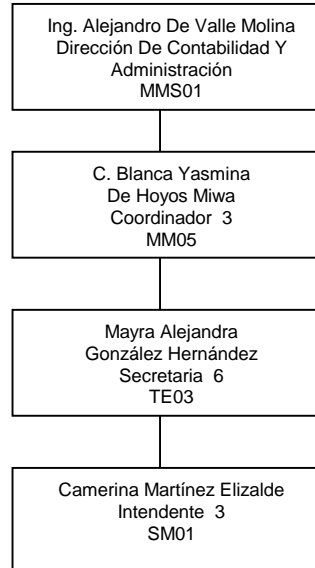 Ing. Alejandro De Valle Molina
Dirección De Contabilidad Y
Administración
MMS01
C. Blanca Yasmina
De Hoyos Miwa
Coordinador 3
MM05
Mayra Alejandra
González Hernández
Secretaria 6
TE03
Camerina Martínez Elizalde
Intendente 3
SM01